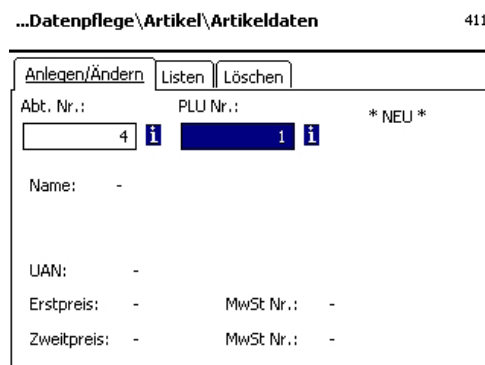 ...Datenpflege\Artikel\Artikeldaten 411
Anlegen/Ändern Listen Löschen
Abt. Nr.: PLU Nr.: * NEU *
4 i 1 i
Name: -
UAN: -
Erstpreis: - MwSt Nr.: -
Zweitpreis: - MwSt Nr.: -